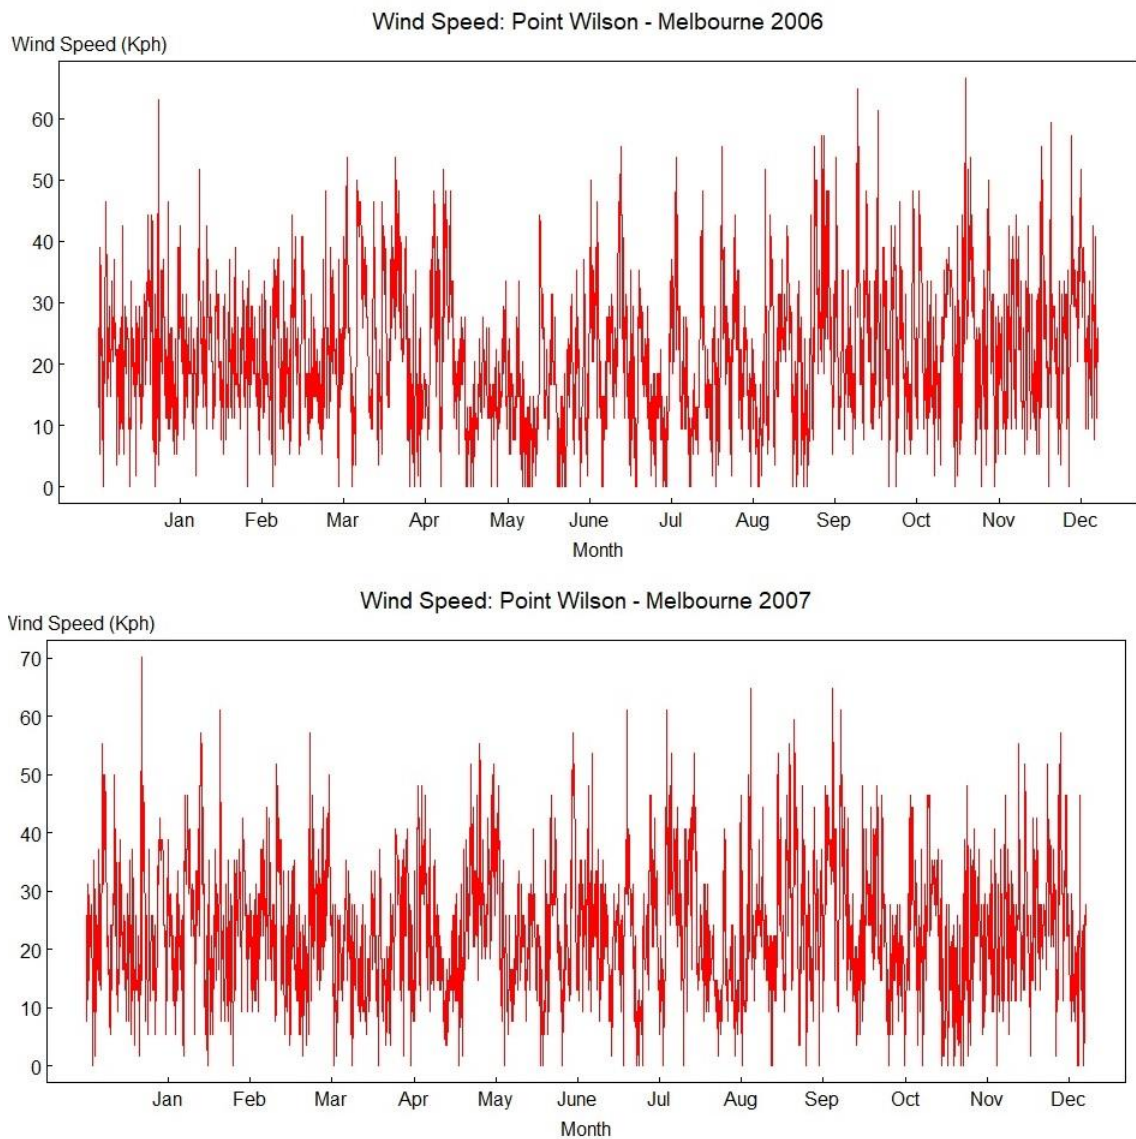 Wind Speed: Point Wilson - Melbourne 2006
Wind Speed (Kph)
60
50
40
30
20
10
0
Jan Feb Mar Apr May June Jul Aug Sep Oct Nov Dec
Month
Wind Speed: Point Wilson - Melbourne 2007
Wind Speed (Kph)
70
60
50
40
30
20
10
0
Jan Feb Mar Apr May June Jul Aug Sep Oct Nov Dec
Month